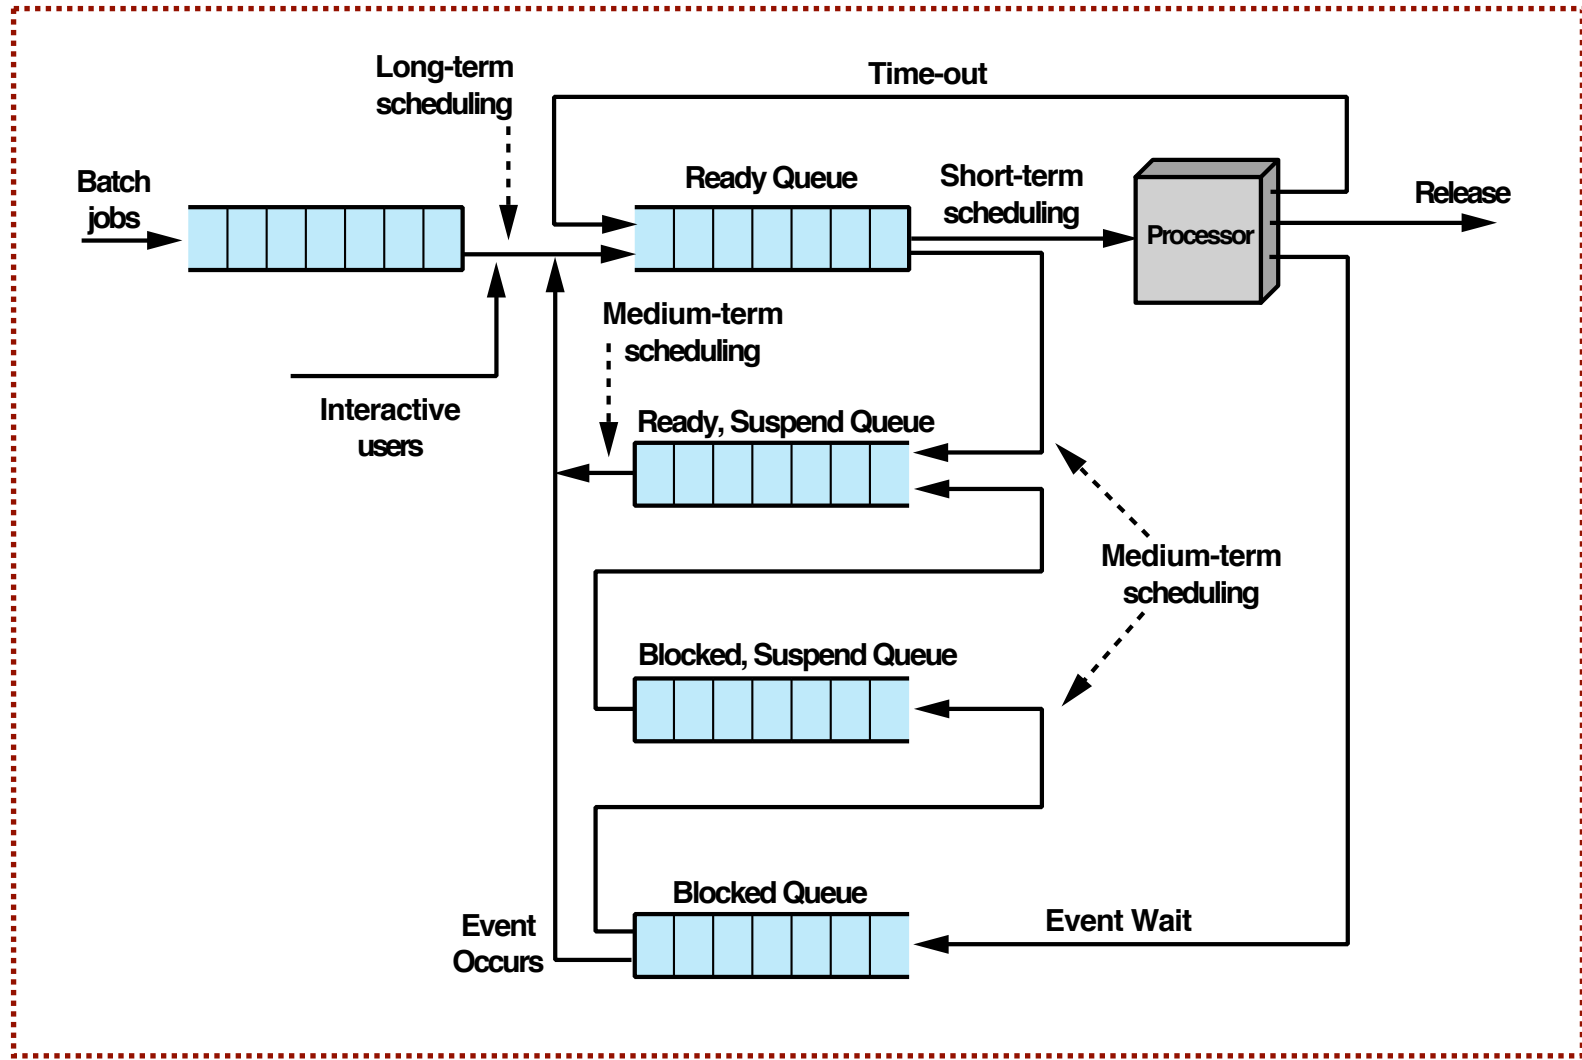 Long-term
scheduling
Time-out
Batch
jobs
Ready Queue
Short-term
scheduling
Processor
Release
Medium-term
scheduling
Interactive
users
Ready, Suspend Queue
Medium-term
scheduling
Blocked, Suspend Queue
Blocked Queue
Event
Occurs
Event Wait